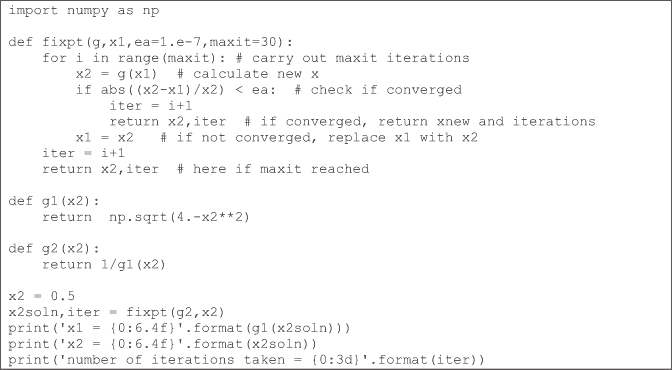 import numpy as np
def fixpt(g,x1,ea=1.e-7,maxit=30):
    for i in range(maxit): # carry out maxit iterations
        x2 = g(x1)  # calculate new x
        if abs((x2-x1)/x2) < ea:  # check if converged
            iter = i+1
            return x2,iter  # if converged, return xnew and iterations
        x1 = x2   # if not converged, replace x1 with x2
    iter = i+1
    return x2,iter  # here if maxit reached
def g1(x2):
    return  np.sqrt(4.-x2**2)
def g2(x2):
    return 1/g1(x2)
x2 = 0.5
x2soln,iter = fixpt(g2,x2)
print('x1 = {0:6.4f}'.format(g1(x2soln)))
print('x2 = {0:6.4f}'.format(x2soln))
print('number of iterations taken = {0:3d}'.format(iter))